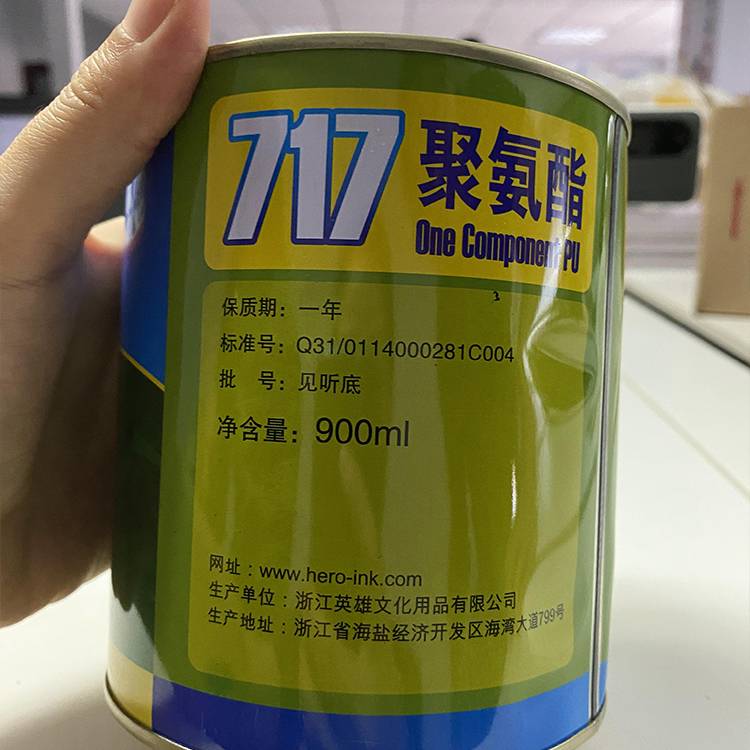 717 聚氨酯
One Component PU
保质期：一年
标准号：Q31/0114000281C004
批 号：见听底
净含量：900ml
网址：www.hero-ink.com
生产单位：浙江英雄文化用品有限公司
生产地址：浙江省海盐经济开发区海湾大道799号